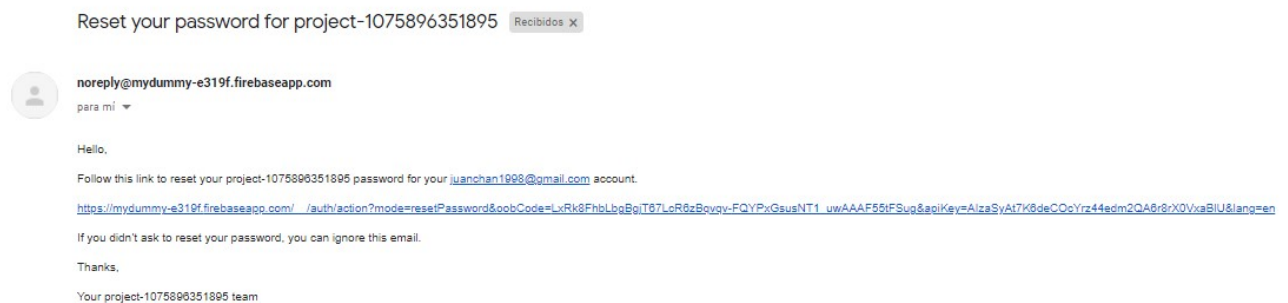 Reset your password for project-1075896351895 Recibidos x
noreply@mydummy-e319f.firebaseapp.com
para mí
Hello,
Follow this link to reset your project-1075896351895 password for your juanchan1998@gmail.com account.
https://mydummy-e319f.firebaseapp.com/__/auth/action?mode=resetPassword&oobCode=LxRk8FhbLbgBgjT67LcR6zBqvqv-FQYPxGsusNT1_uwAAAF55tFSug&apiKey=AIzaSyAt7K6deCOcYrz44edm2QA6r8rX0VxaBIU&lang=en
If you didn't ask to reset your password, you can ignore this email.
Thanks,
Your project-1075896351895 team